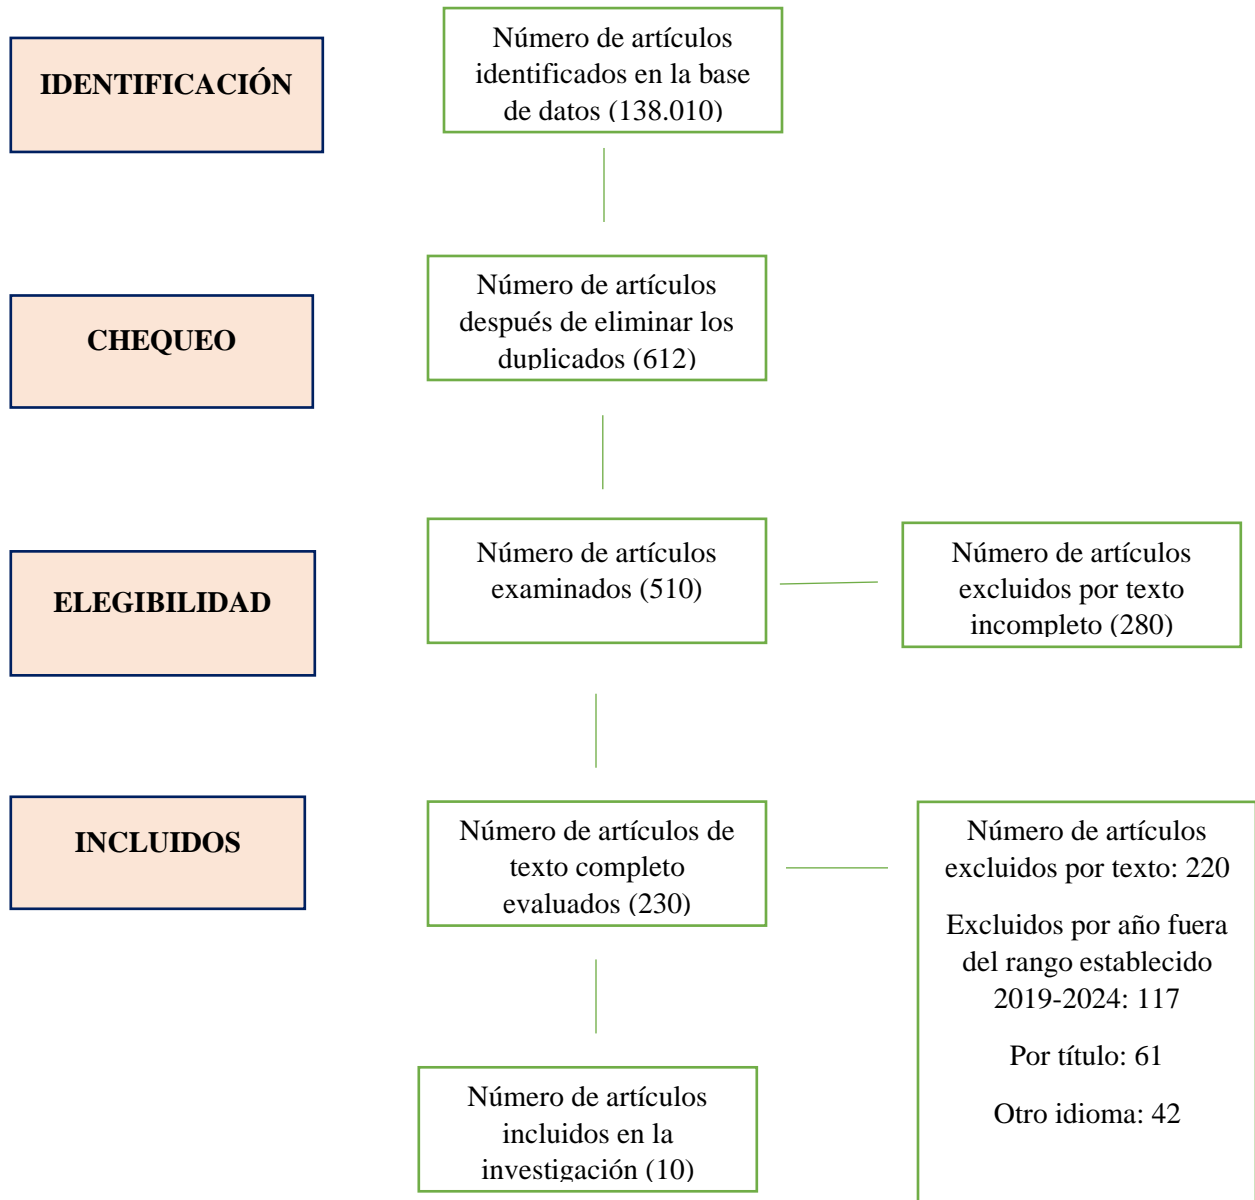 IDENTIFICACIÓN
Número de artículos
identificados en la base
de datos (138.010)
CHEQUEO
Número de artículos
después de eliminar los
duplicados (612)
ELEGIBILIDAD
Número de artículos
examinados (510)
Número de artículos
excluidos por texto
incompleto (280)
INCLUIDOS
Número de artículos de
texto completo
evaluados (230)
Número de artículos
excluidos por texto: 220
Excluidos por año fuera
del rango establecido
2019-2024: 117
Por título: 61
Otro idioma: 42
Número de artículos
incluidos en la
investigación (10)